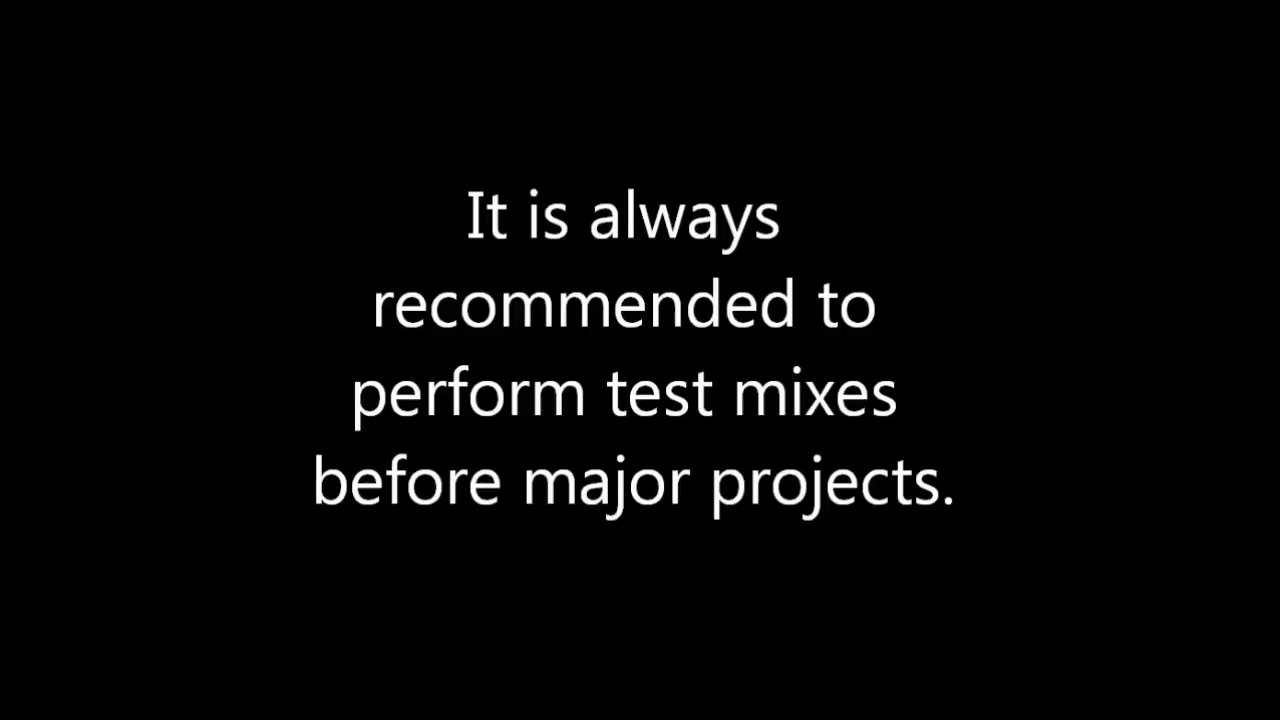 It is always
recommended to
perform test mixes
before major projects.